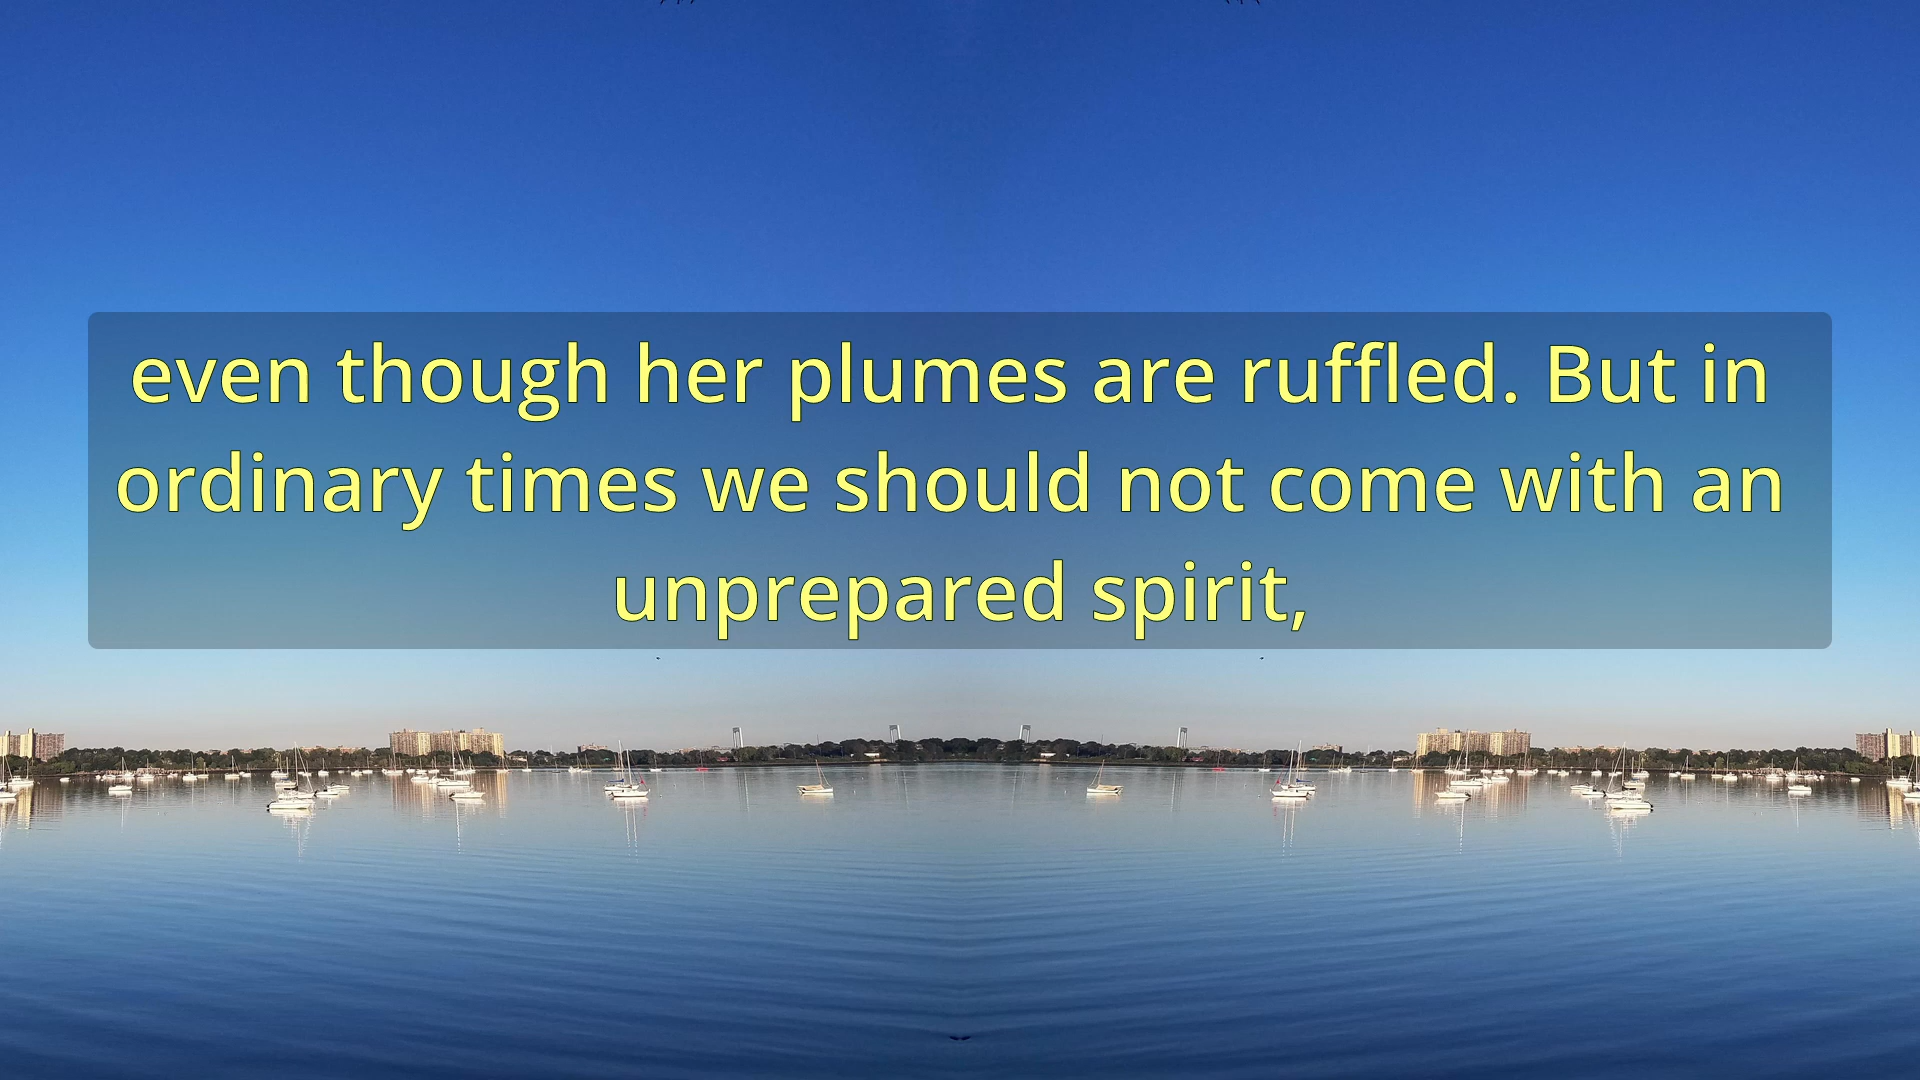 even though her plumes are ruffled. But in
ordinary times we should not come with an
unprepared spirit,